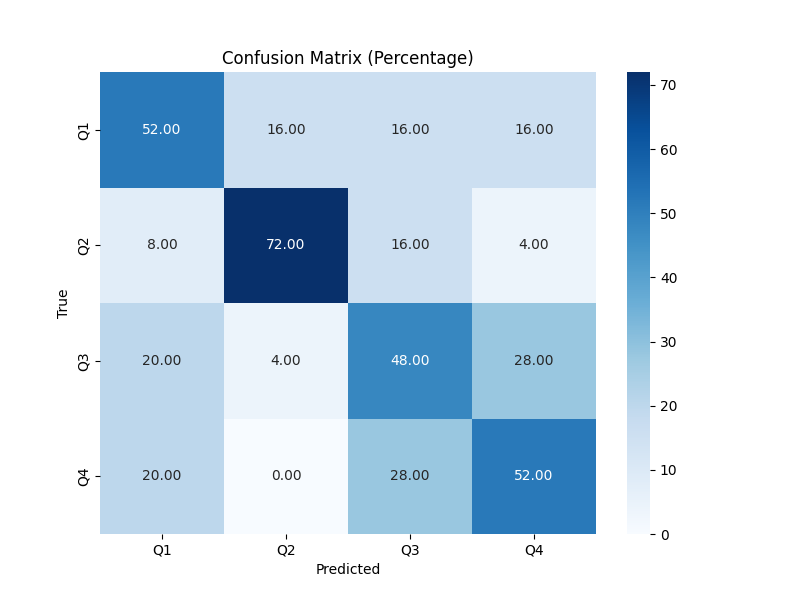 Confusion Matrix (Percentage)
Q1 52.00 16.00 16.00 16.00
Q2 8.00 72.00 16.00 4.00
Q3 20.00 4.00 48.00 28.00
Q4 20.00 0.00 28.00 52.00
Q1 Q2 Q3 Q4
Predicted
True
70
60
50
40
30
20
10
0